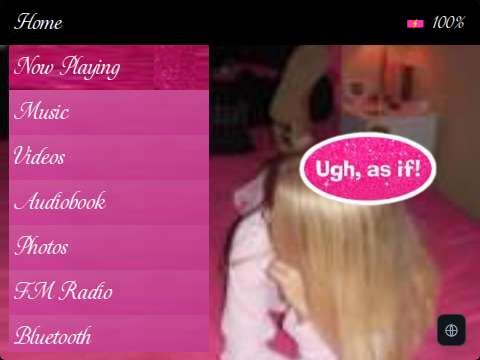 Home
100%
Now Playing
Music
Videos
Audiobook
Photos
FM Radio
Bluetooth
Ugh, as if!